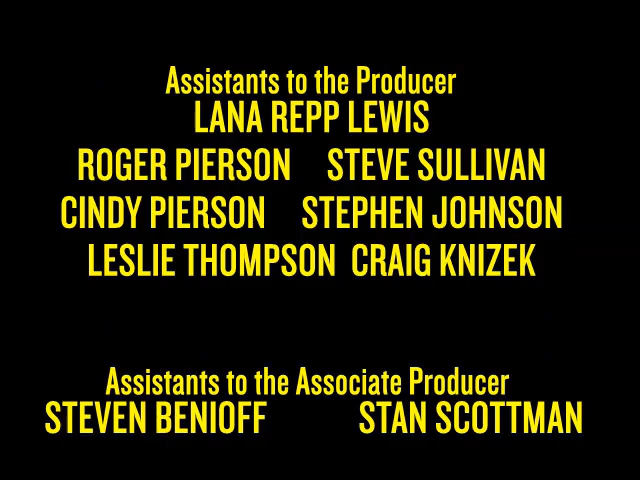 Assistants to the Producer
LANA REPP LEWIS
ROGER PIERSON STEVE SULLIVAN
CINDY PIERSON STEPHEN JOHNSON
LESLIE THOMPSON CRAIG KNIZEK
Assistants to the Associate Producer
STEVEN BENIOFF STAN SCOTTMAN